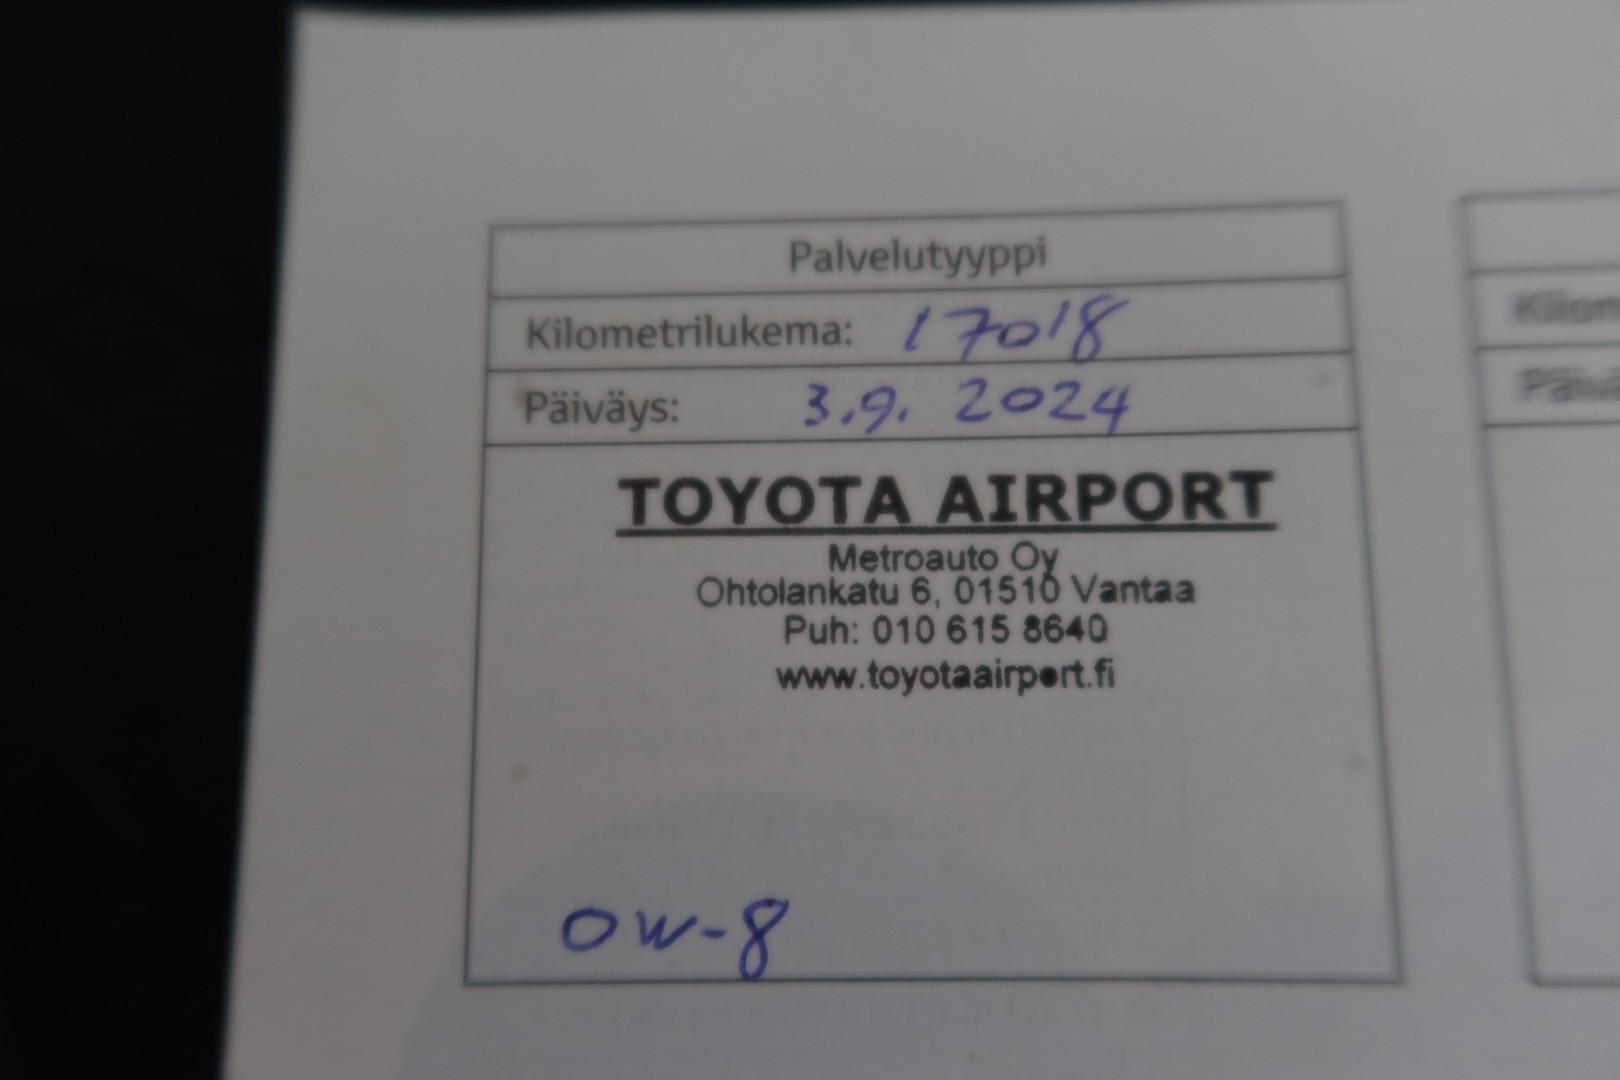 Palvelutyyppi
Kilometrilukema: 17018
Päiväys: 3.9. 2024
TOYOTA AIRPORT
Metroauto Oy
Ohtolankatu 6, 01510 Vantaa
Puh: 010 615 8640
www.toyotaairport.fi
OW-8